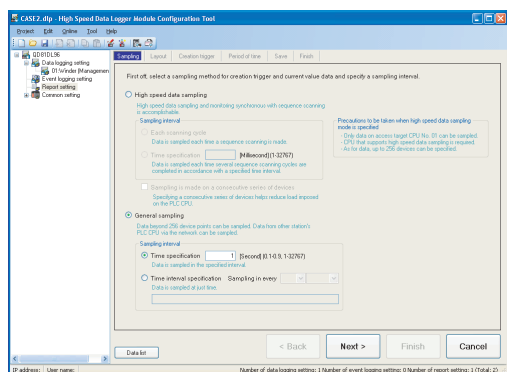 CASE2.dlp - High Speed Data Logger Module Configuration Tool
Project Edit Online Tool Help
QD81DL96
Data logging setting
01:Winder (Managemen
Event logging setting
Report setting
Common setting
Sampling Layout Creation trigger Period of time Save Finish
First off, select a sampling method for creation trigger and current value data and specify a sampling interval.
High speed data sampling
High speed data sampling and monitoring synchronous with sequence scanning
is accomplishable.
Sampling interval
Each scanning cycle
Data is sampled each time a sequence scanning is made.
Time specification [Millisecond] (1-32767)
Data is sampled each time several sequence scanning cycles are
completed in accordance with a specified time interval.
Sampling is made on a consecutive series of devices
Specifying a consecutive series of devices helps reduce load imposed
on the PLC CPU.
Precautions to be taken when high speed data sampling
mode is specified
- Only data on an access target CPU No. 01 can be sampled.
- CPU that supports high speed data sampling is required.
- As for data, up to 256 devices can be specified.
General sampling
Data beyond 256 device points can be sampled. Data from other station's
PLC CPU via the network can be sampled.
Sampling interval
Time specification 1 [Second] (0.1-0.9, 1-32767)
Data is sampled in the specified interval.
Time interval specification Sampling in every
Data is sampled at just time.
Data list
< Back Next > Finish Cancel
IP address: User name: Number of data logging setting: 1 Number of event logging setting: 0 Number of report setting: 1 (Total: 2)